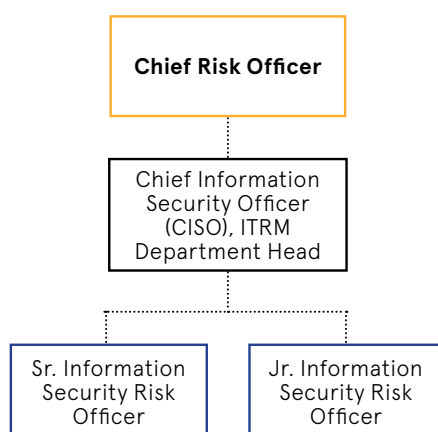 Chief Risk Officer
Chief Information
Security Officer
(CISO), ITRM
Department Head
Sr. Information
Security Risk
Officer
Jr. Information
Security Risk
Officer